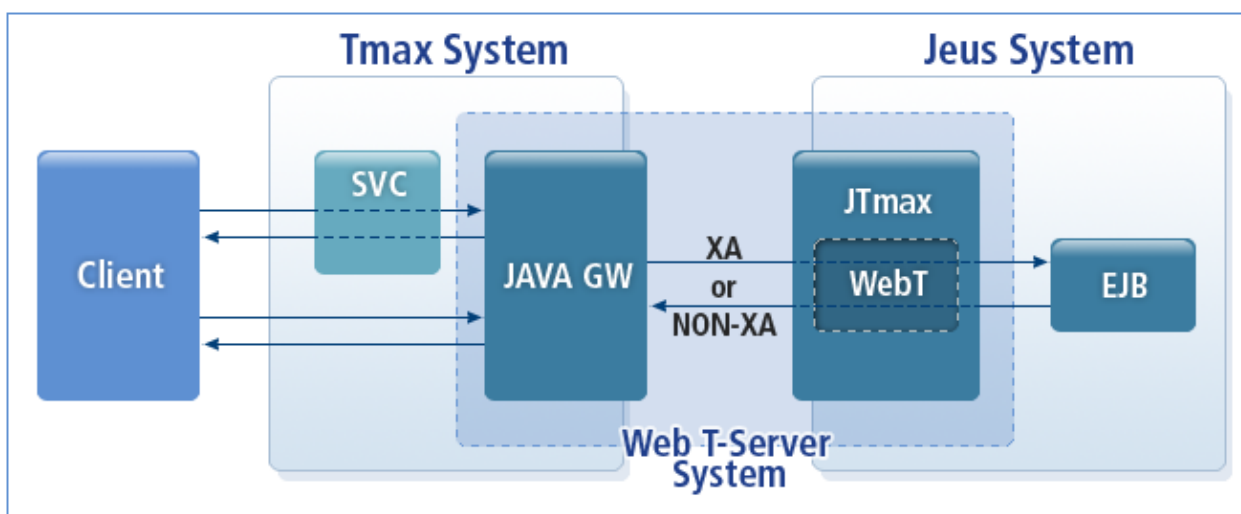 Tmax System
Jeus System
Client
SVC
JAVA GW
XA
or
NON-XA
JTmax
WebT
EJB
Web T-Server
System